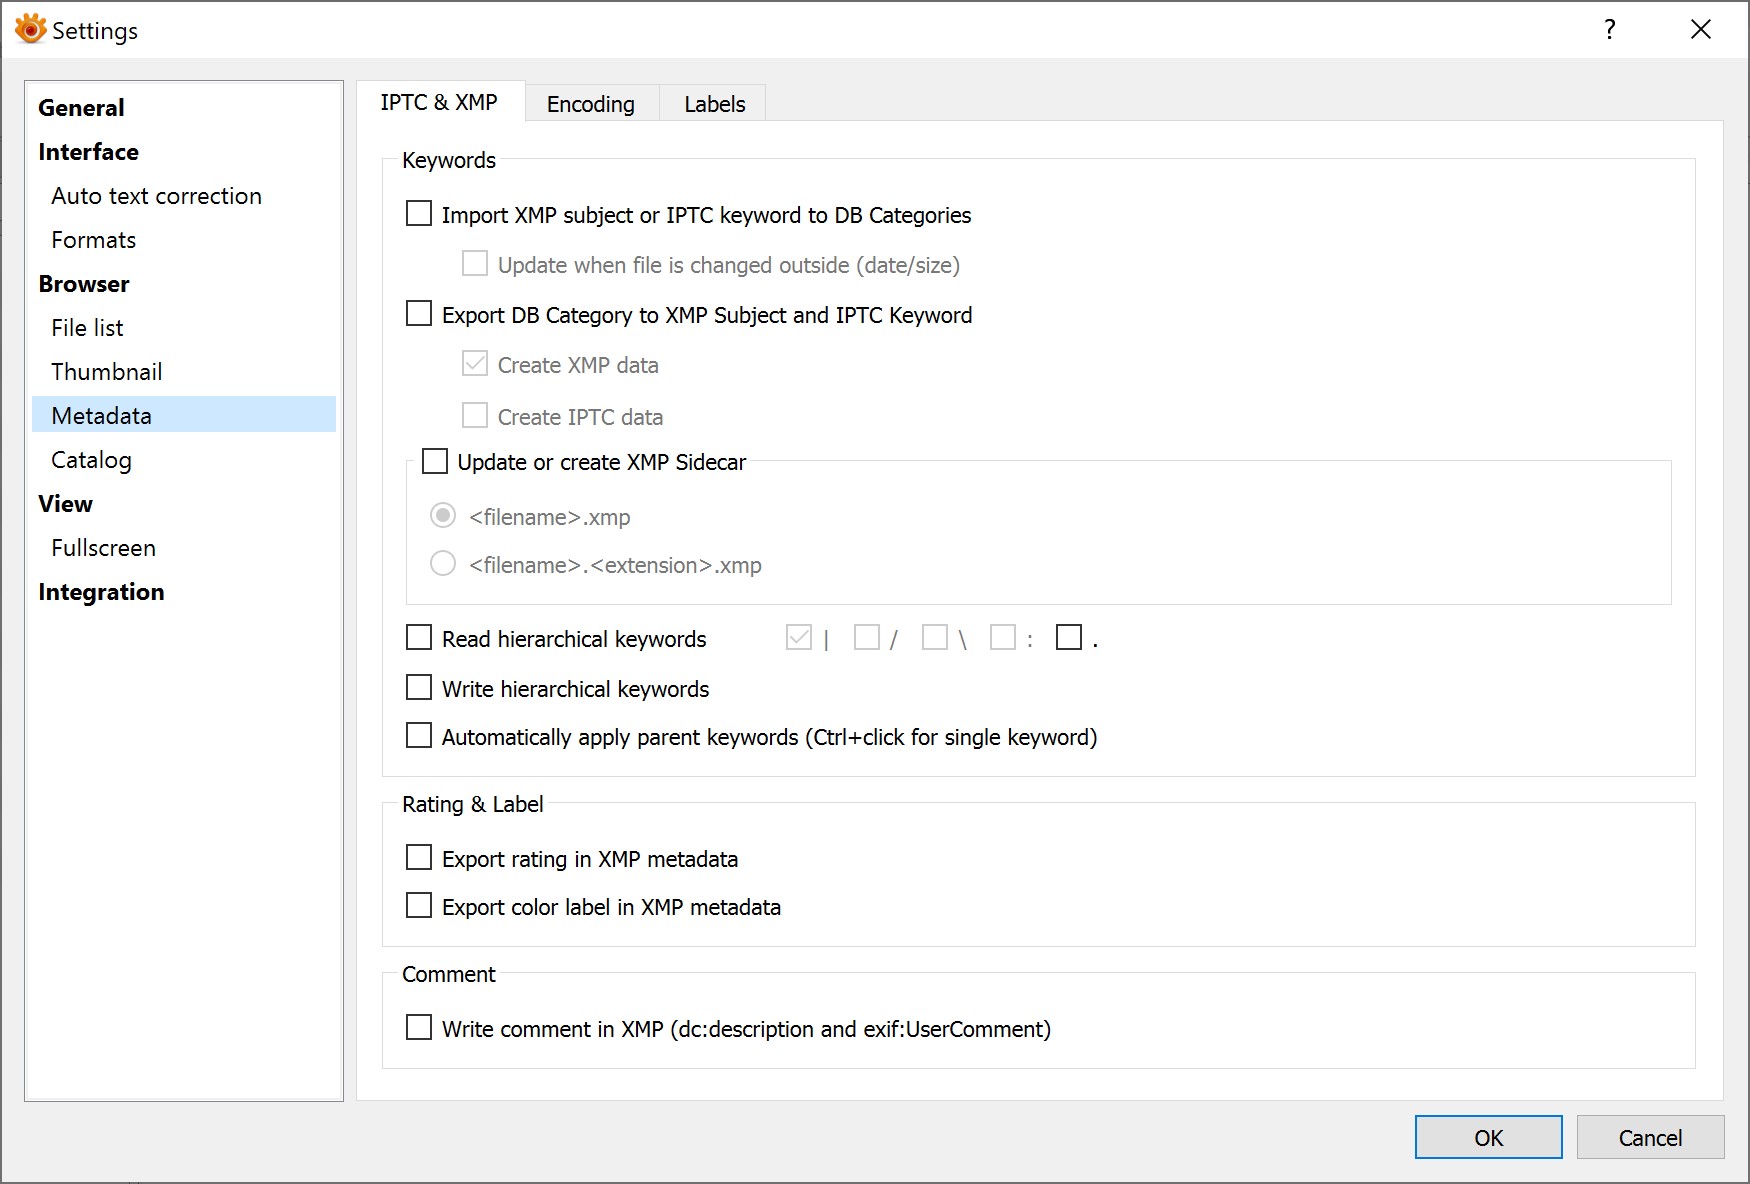 Settings
?
General
Interface
Auto text correction
Formats
Browser
File list
Thumbnail
Metadata
Catalog
View
Fullscreen
Integration
IPTC & XMP
Encoding
Labels
Keywords
Import XMP subject or IPTC keyword to DB Categories
Update when file is changed outside (date/size)
Export DB Category to XMP Subject and IPTC Keyword
Create XMP data
Create IPTC data
Update or create XMP Sidecar
<filename>.xmp
<filename>.<extension>.xmp
Read hierarchical keywords | / \ : .
Write hierarchical keywords
Automatically apply parent keywords (Ctrl+click for single keyword)
Rating & Label
Export rating in XMP metadata
Export color label in XMP metadata
Comment
Write comment in XMP (dc:description and exif:UserComment)
OK
Cancel